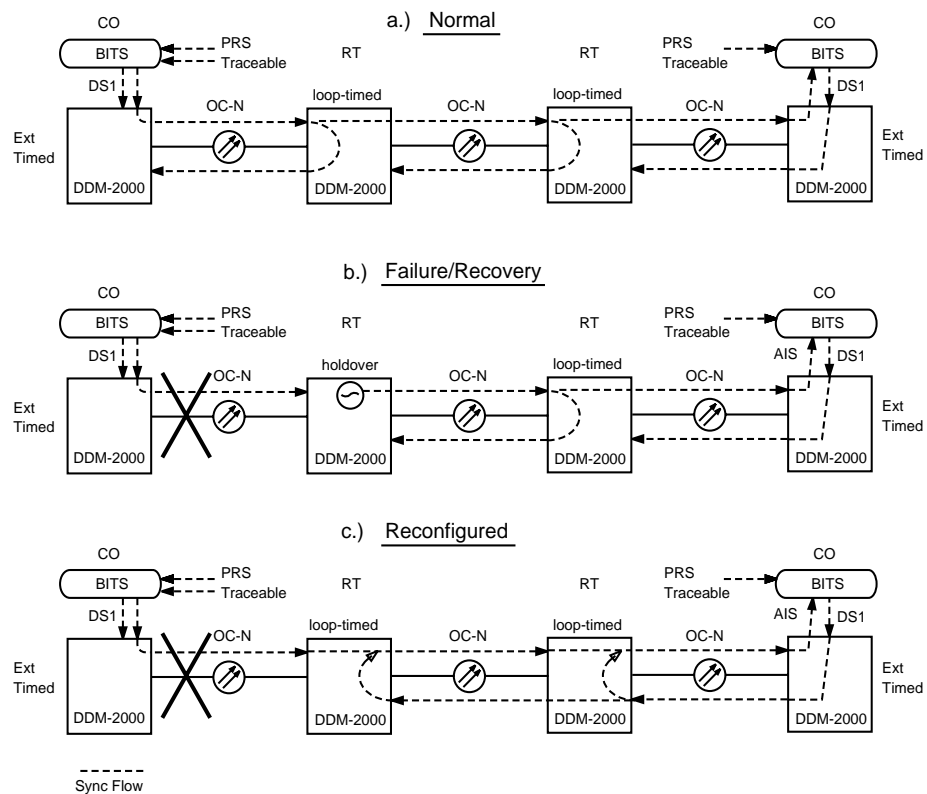 a.) Normal
CO
CO
BITS
PRS
Traceable
RT
RT
PRS
Traceable
BITS
DS1
OC-N
loop-timed
OC-N
loop-timed
OC-N
DS1
Ext
Timed
Ext
Timed
DDM-2000
DDM-2000
DDM-2000
DDM-2000
b.) Failure/Recovery
CO
CO
BITS
PRS
Traceable
RT
RT
PRS
Traceable
BITS
DS1
OC-N
holdover
OC-N
loop-timed
OC-N
AIS
DS1
Ext
Timed
Ext
Timed
DDM-2000
DDM-2000
DDM-2000
DDM-2000
c.) Reconfigured
CO
CO
BITS
PRS
Traceable
RT
RT
PRS
Traceable
BITS
DS1
OC-N
loop-timed
OC-N
loop-timed
OC-N
AIS
DS1
Ext
Timed
Ext
Timed
DDM-2000
DDM-2000
DDM-2000
DDM-2000
Sync Flow